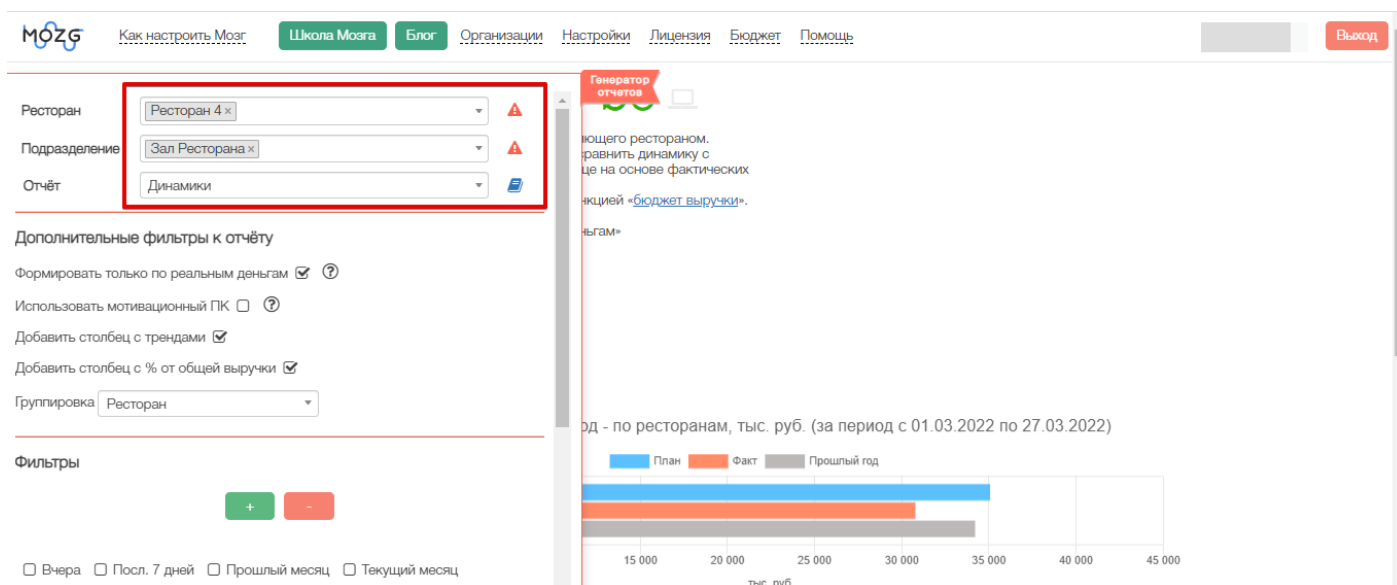 MOZG
Как настроить Мозг
Школа Мозга
Блог
Организации
Настройки
Лицензия
Бюджет
Помощь
Выход
Генератор
отчетов
Ресторан
Ресторан 4 ×
Подразделение
Зал Ресторана ×
Отчёт
Динамики
ющего рестораном.
равнить динамику с
це на основе фактических
нкцией «бюджет выручки».
ньгам»
Дополнительные фильтры к отчёту
Формировать только по реальным деньгам
Использовать мотивационный ПК
Добавить столбец с трендами
Добавить столбец с % от общей выручки
Группировка Ресторан
Фильтры
+ -
Вчера Посл. 7 дней Прошлый месяц Текущий месяц
од - по ресторанам, тыс. руб. (за период с 01.03.2022 по 27.03.2022)
План Факт Прошлый год
15 000 20 000 25 000 30 000 35 000 40 000 45 000
тыс. руб.